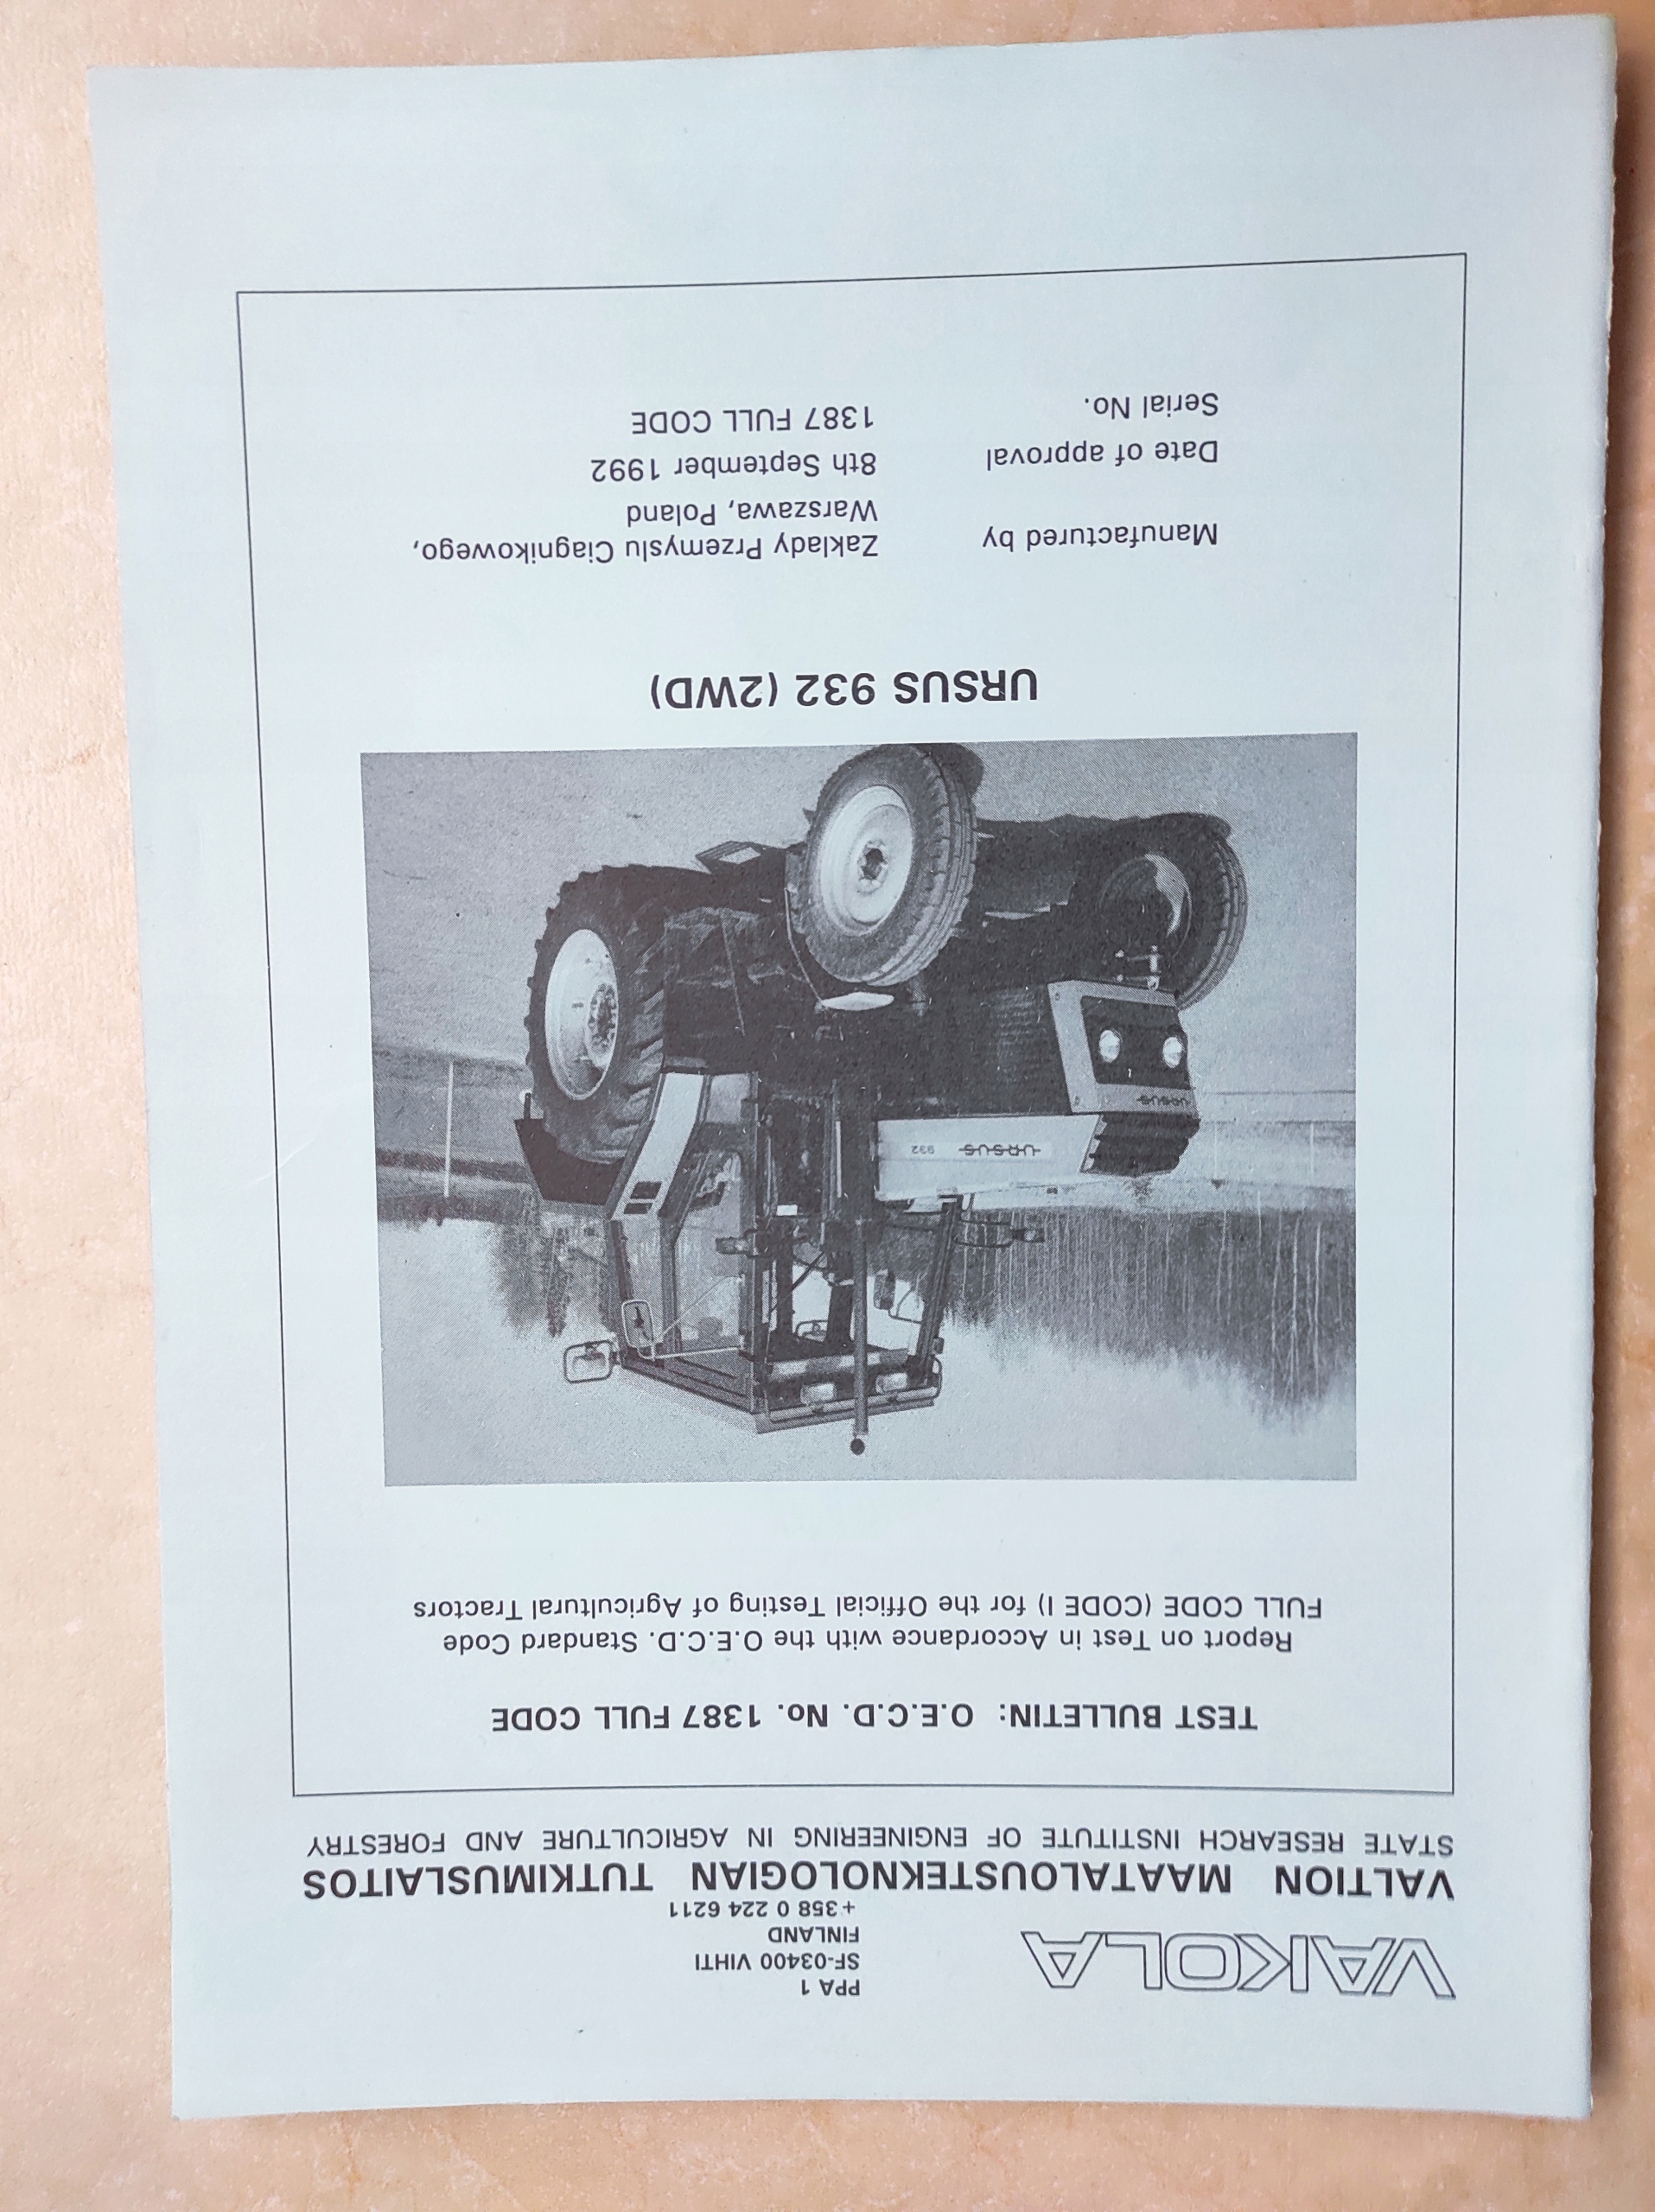 VAKOLA
PPA 1
SF-03400 VIHTI
FINLAND
+358 0 224 6211
VALTION MAATALOUSTEKNOLOGIAN TUTKIMUSLAITOS
STATE RESEARCH INSTITUTE OF ENGINEERING IN AGRICULTURE AND FORESTRY
TEST BULLETIN: O.E.C.D. No. 1387 FULL CODE
Report on Test in Accordance with the O.E.C.D. Standard Code
FULL CODE (CODE I) for the Official Testing of Agricultural Tractors
URSUS 932
URSUS
URSUS 932 (2WD)
Manufactured by Zaklady Przemyslu Ciagnikowego,
Warszawa, Poland
Date of approval 8th September 1992
Serial No. 1387 FULL CODE